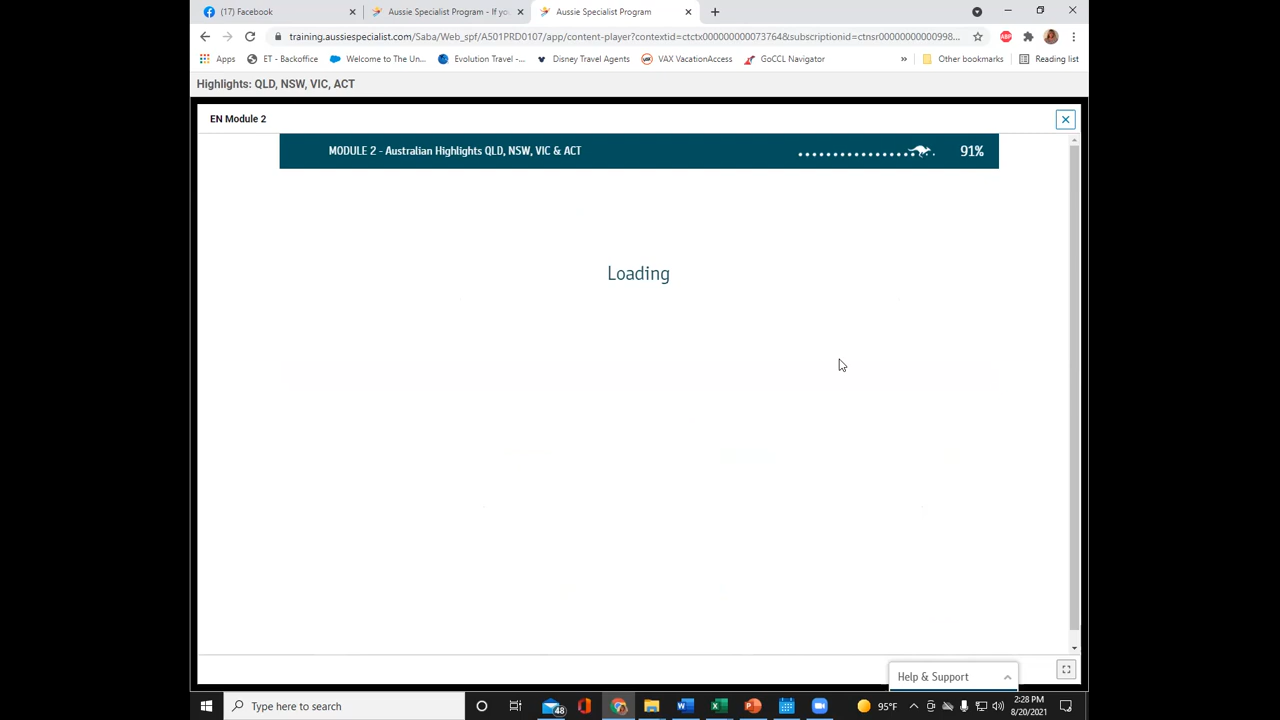 (17) Facebook
Aussie Specialist Program - If yo
Aussie Specialist Program
training.aussiespecialist.com/Saba/Web_spf/A501PRD0107/app/content-player?contextid=ctctx000000000073764&subscriptionid=ctnsr00000000000998...
ABP
Apps
ET - Backoffice
Welcome to The Un...
Evolution Travel -...
Disney Travel Agents
VAX VacationAccess
GoCCL Navigator
»
Other bookmarks
Reading list
Highlights: QLD, NSW, VIC, ACT
EN Module 2
MODULE 2 - Australian Highlights QLD, NSW, VIC & ACT
91%
Loading
Help & Support
Type here to search
48
95°F
2:28 PM
8/20/2021